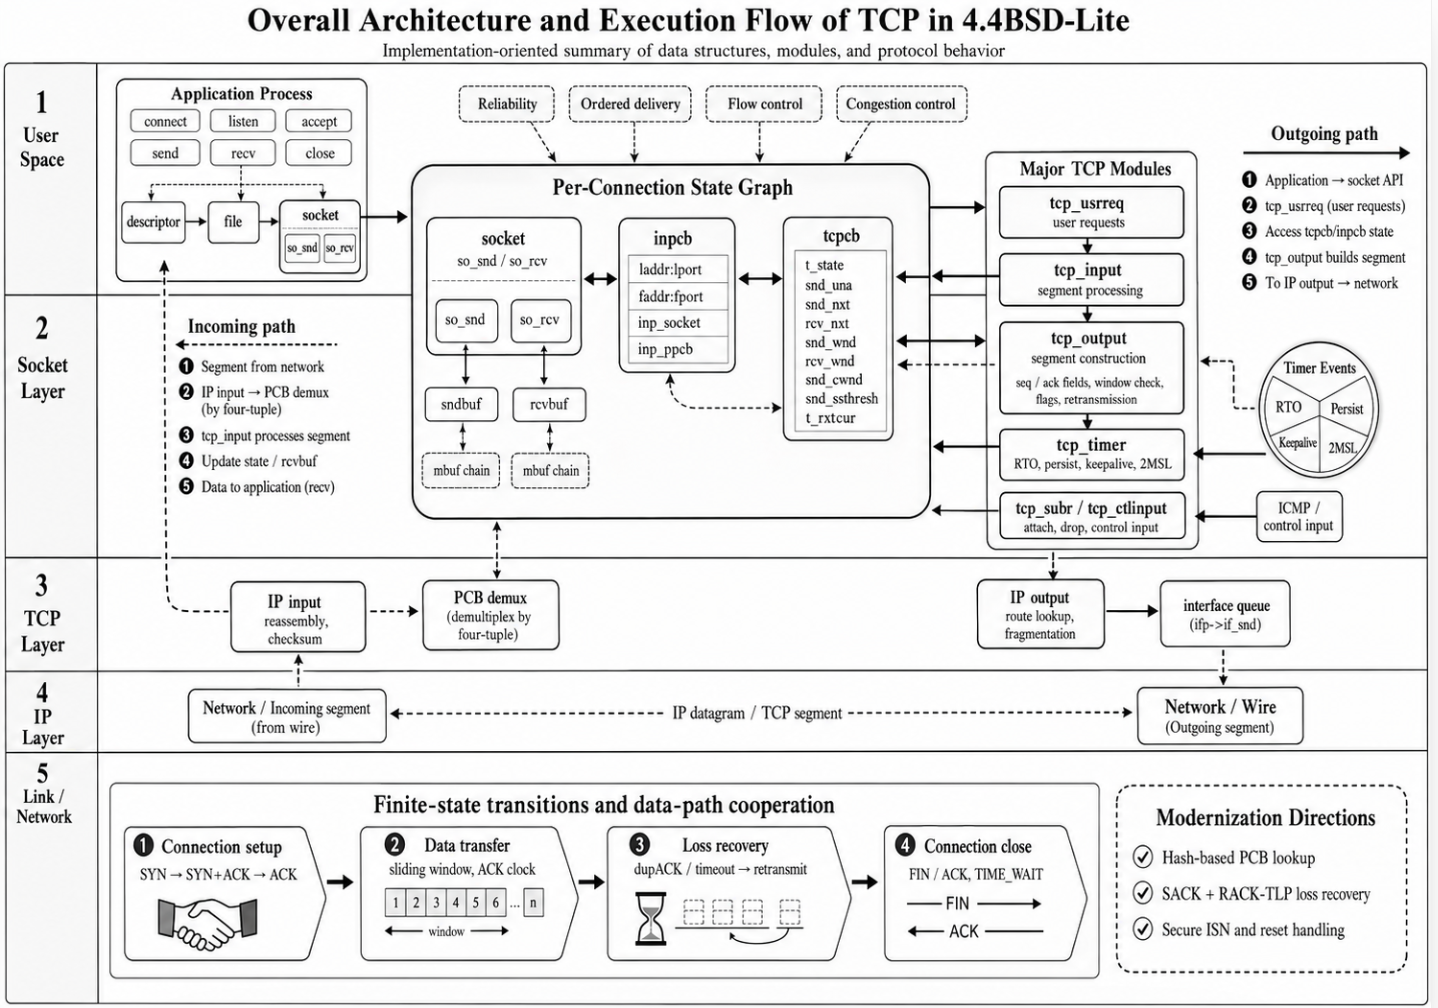 Overall Architecture and Execution Flow of TCP in 4.4BSD-Lite
Implementation-oriented summary of data structures, modules, and protocol behavior
1
User
Space
Application Process
connect
listen
accept
send
recv
close
descriptor
file
socket
so_snd
so_rcv
Reliability
Ordered delivery
Flow control
Congestion control
Per-Connection State Graph
socket
so_snd / so_rcv
so_snd
so_rcv
sndbuf
rcvbuf
mbuf chain
mbuf chain
inpcb
laddr:lport
faddr:fport
inp_socket
inp_ppcb
tcpcb
t_state
snd_una
snd_nxt
rcv_nxt
snd_wnd
rcv_wnd
snd_cwnd
snd_ssthresh
t_rxtcur
Major TCP Modules
tcp_usrreq
user requests
tcp_input
segment processing
tcp_output
segment construction
seq / ack fields, window check,
flags, retransmission
tcp_timer
RTO, persist, keepalive, 2MSL
tcp_subr / tcp_ctlinput
attach, drop, control input
Outgoing path
1 Application → socket API
2 tcp_usrreq (user requests)
3 Access tcpcb/inpcb state
4 tcp_output builds segment
5 To IP output → network
Timer Events
RTO
Persist
Keepalive
2MSL
ICMP /
control input
2
Socket
Layer
Incoming path
1 Segment from network
2 IP input → PCB demux
(by four-tuple)
3 tcp_input processes segment
4 Update state / rcvbuf
5 Data to application (recv)
3
TCP
Layer
IP input
reassembly,
checksum
PCB demux
(demultiplex by
four-tuple)
IP output
route lookup,
fragmentation
interface queue
(ifp->if_snd)
4
IP
Layer
Network / Incoming segment
(from wire)
IP datagram / TCP segment
Network / Wire
(Outgoing segment)
5
Link /
Network
Finite-state transitions and data-path cooperation
1 Connection setup
SYN → SYN+ACK → ACK
2 Data transfer
sliding window, ACK clock
1 2 3 4 5 6 ... n
window
3 Loss recovery
dupACK / timeout → retransmit
4 Connection close
FIN / ACK, TIME_WAIT
FIN
ACK
Modernization Directions
Hash-based PCB lookup
SACK + RACK-TLP loss recovery
Secure ISN and reset handling